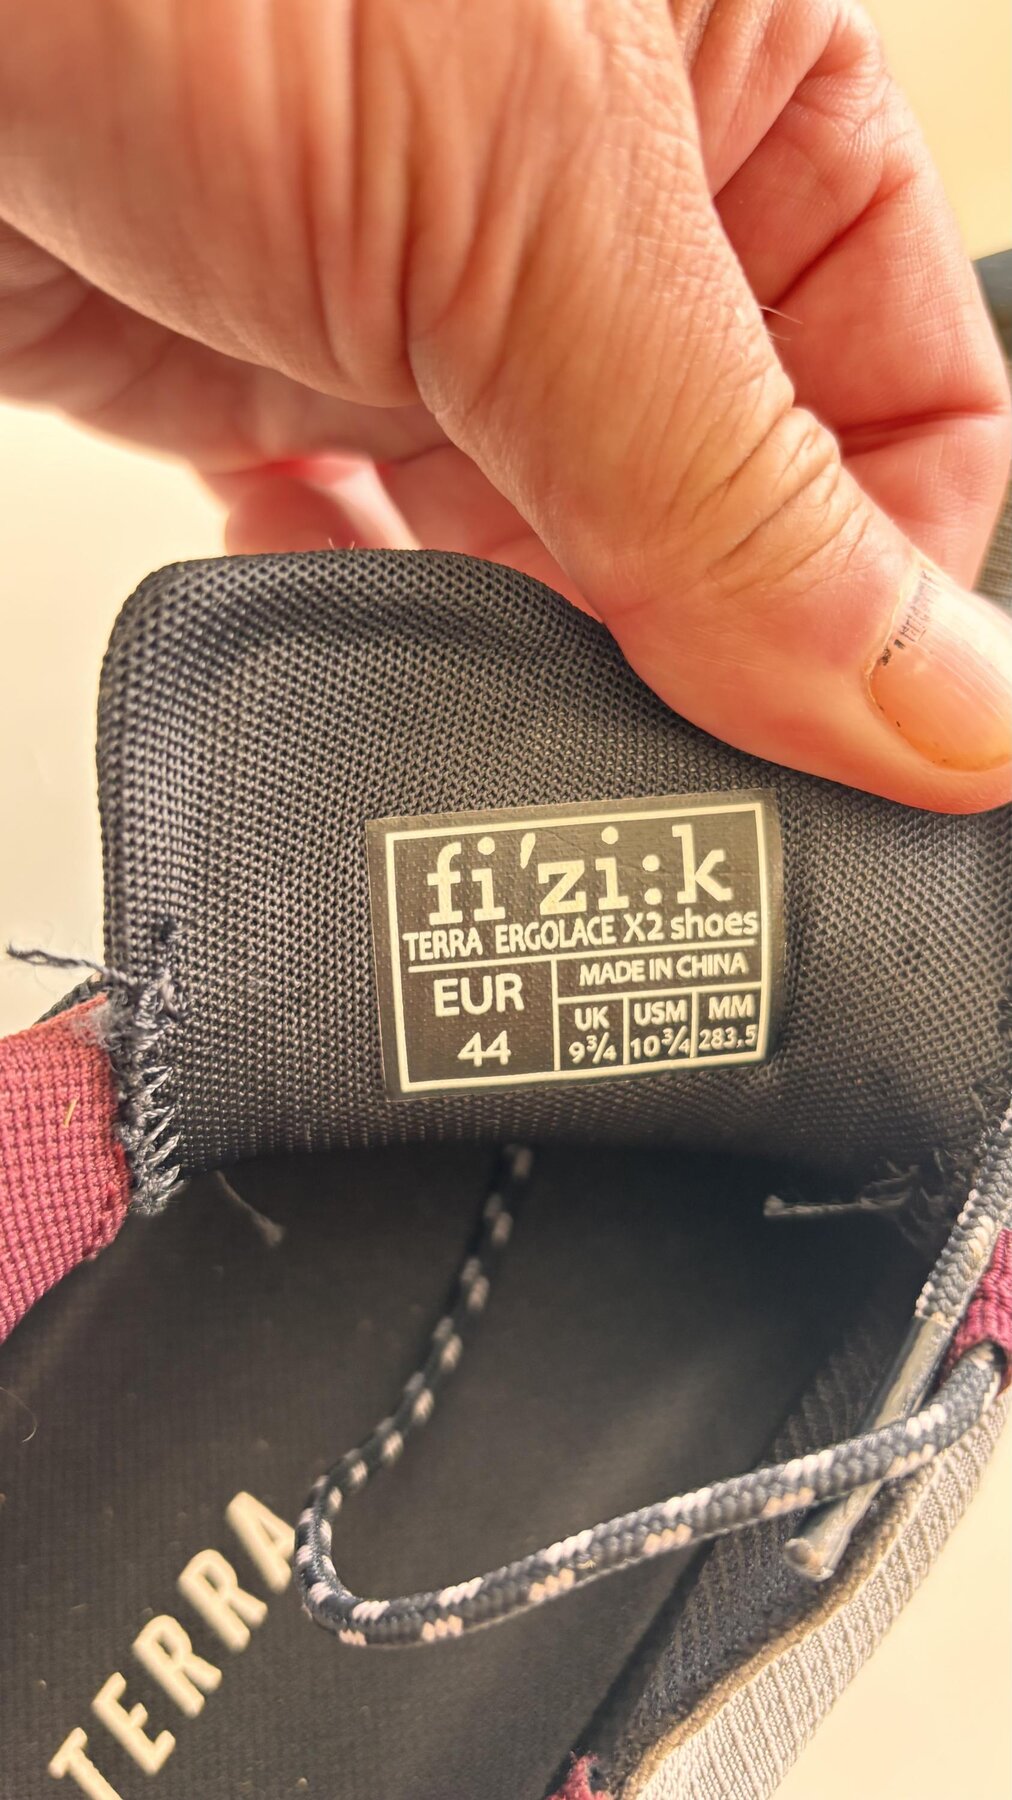 fi'zi:k
TERRA ERGOLACE X2 shoes
EUR
44
MADE IN CHINA
UK USM MM
9¾ 10¾ 283,5
TERRA